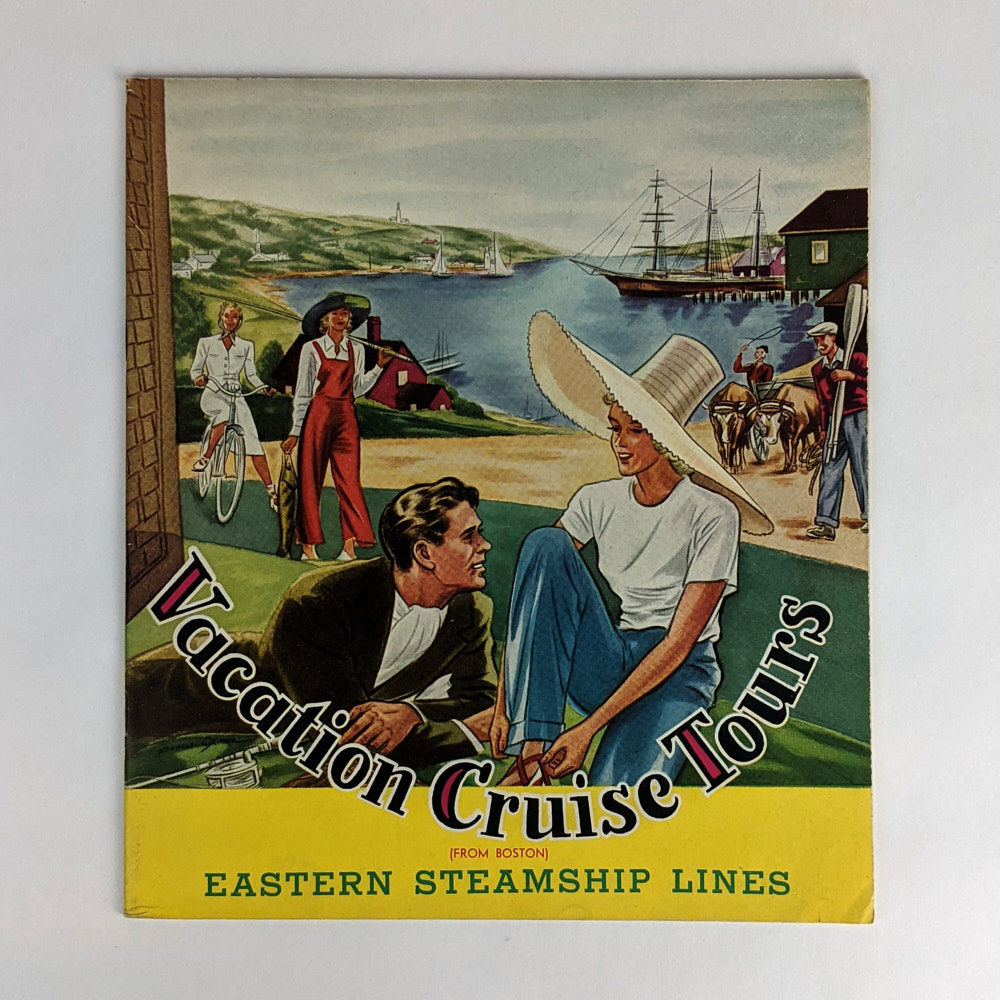 Vacation Cruise Tours
(FROM BOSTON)
EASTERN STEAMSHIP LINES